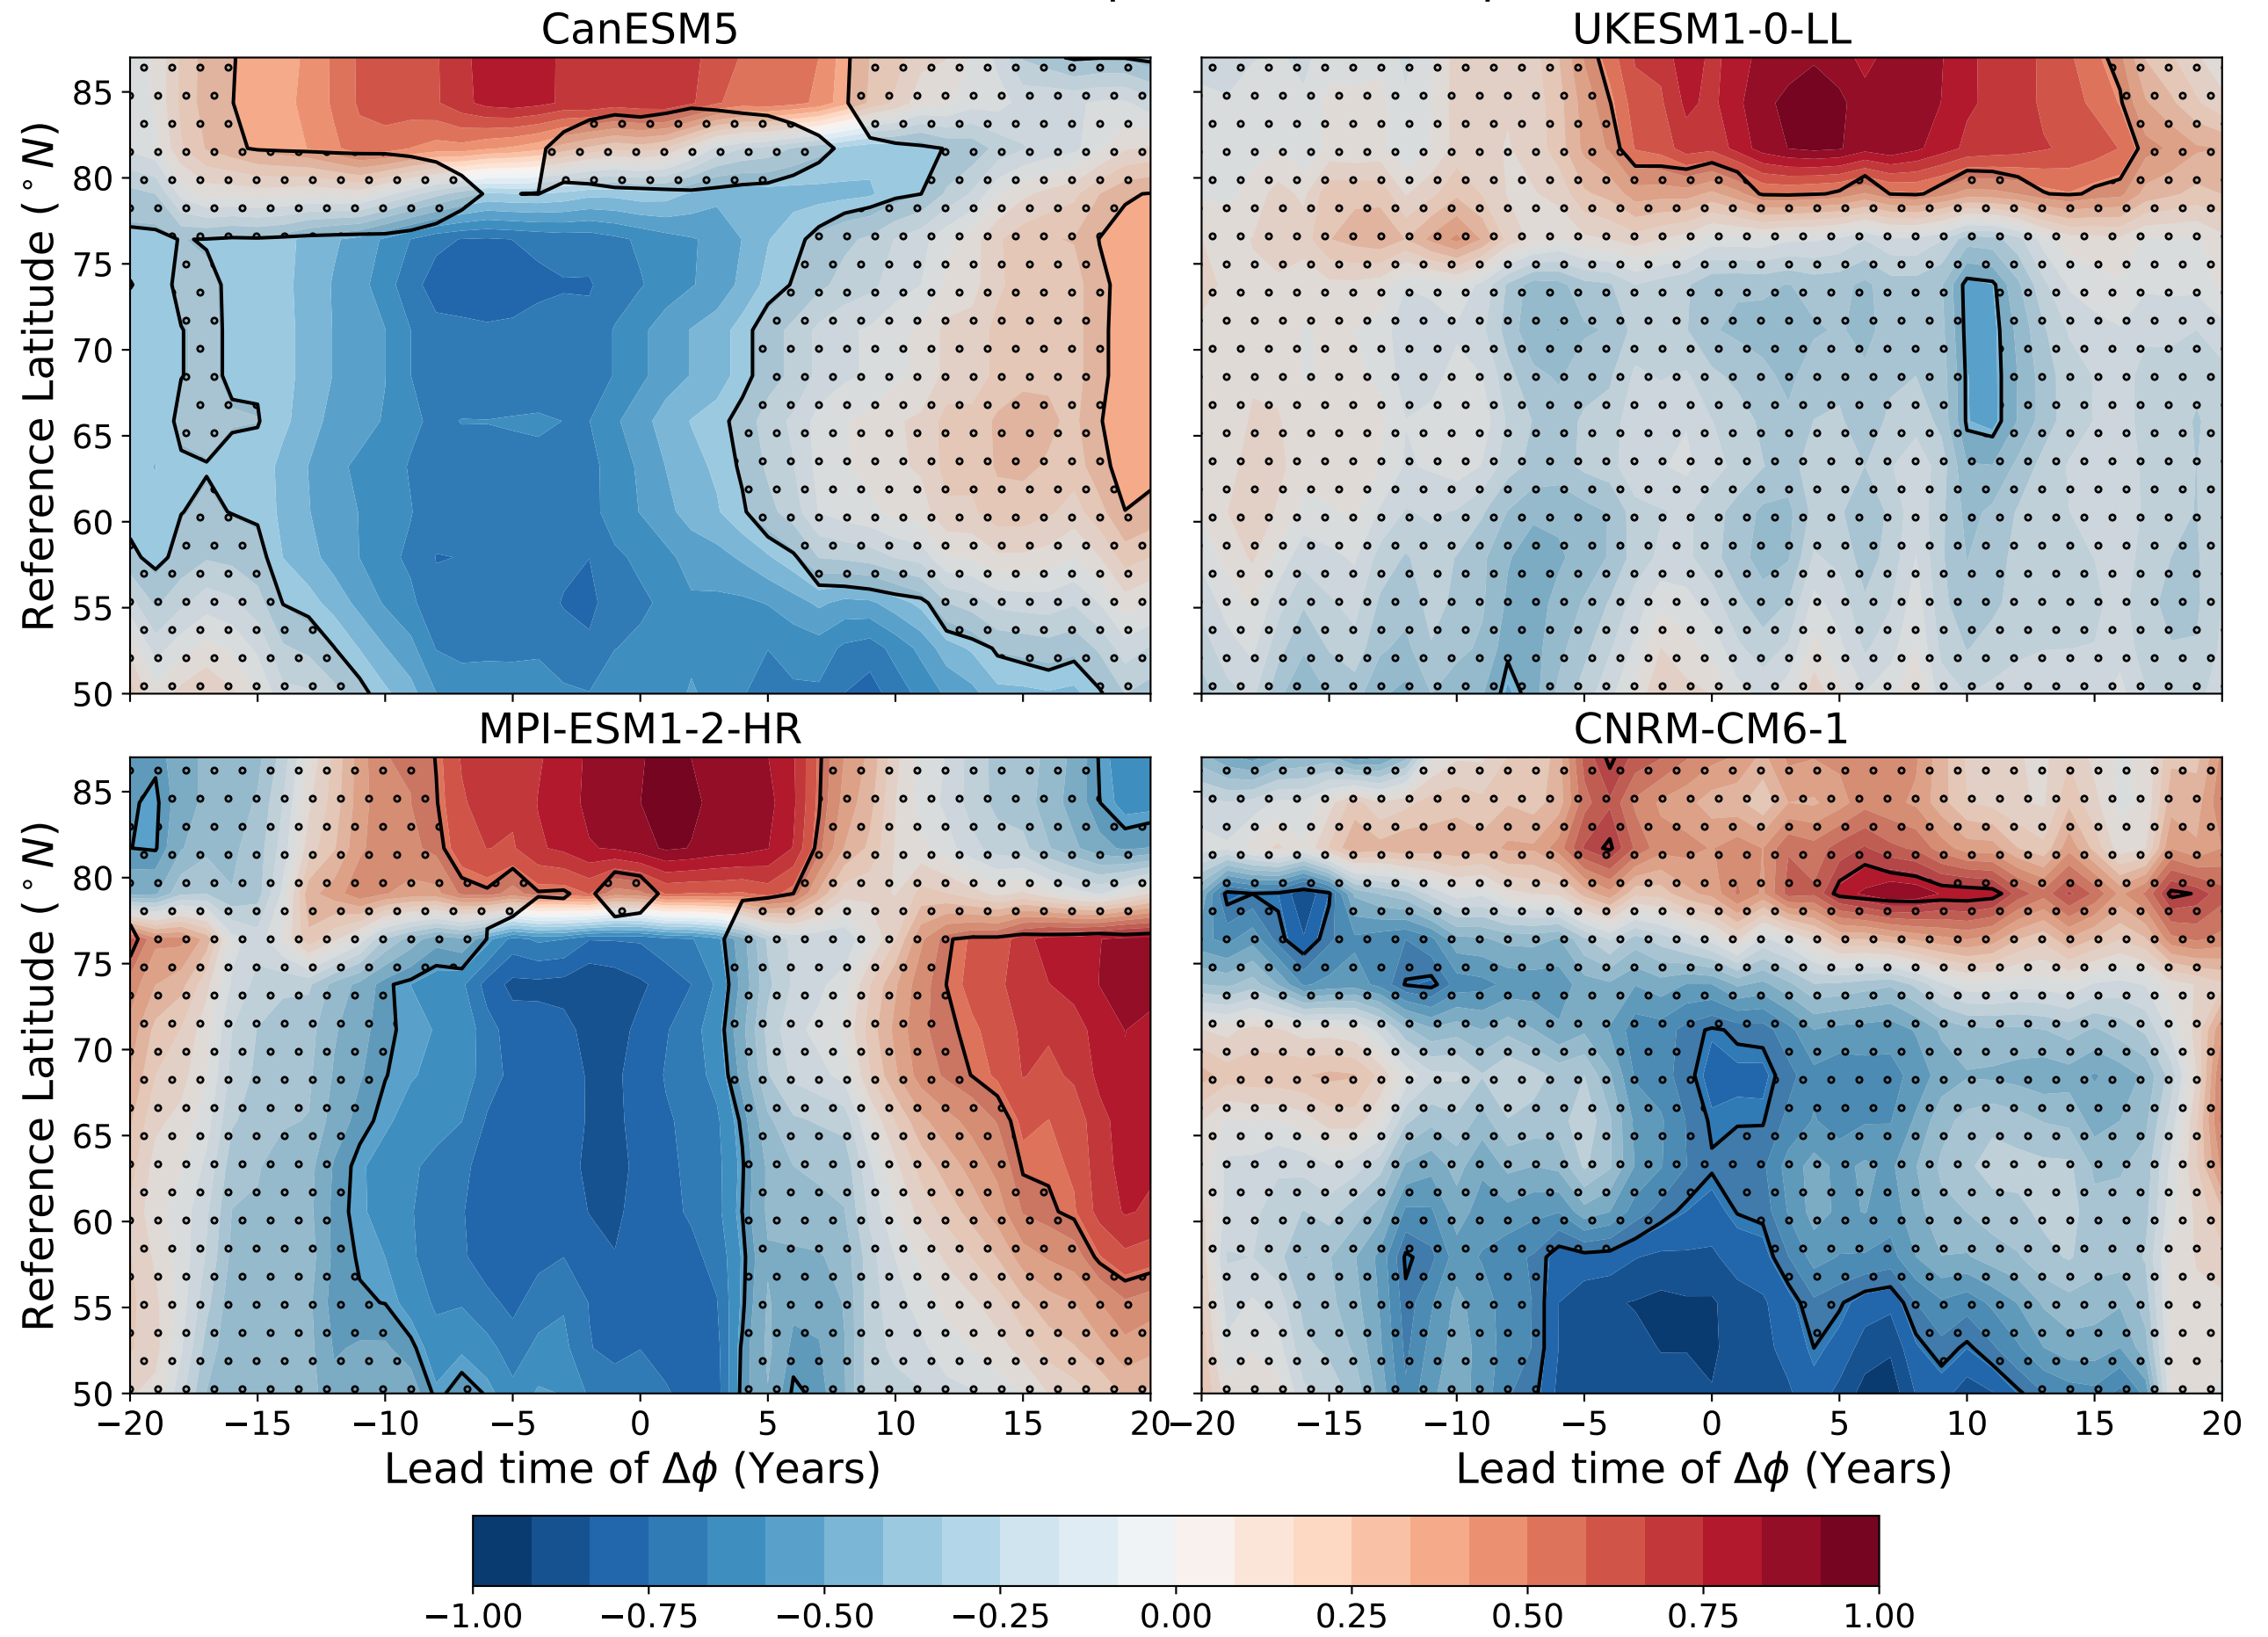 CanESM5
UKESM1-0-LL
85
80
75
70
65
60
55
50
Reference Latitude (°N)
MPI-ESM1-2-HR
CNRM-CM6-1
85
80
75
70
65
60
55
50
Reference Latitude (°N)
−20 −15 −10 −5 0 5 10 15 20
−20 −15 −10 −5 0 5 10 15 20
Lead time of Δϕ (Years)
Lead time of Δϕ (Years)
−1.00 −0.75 −0.50 −0.25 0.00 0.25 0.50 0.75 1.00